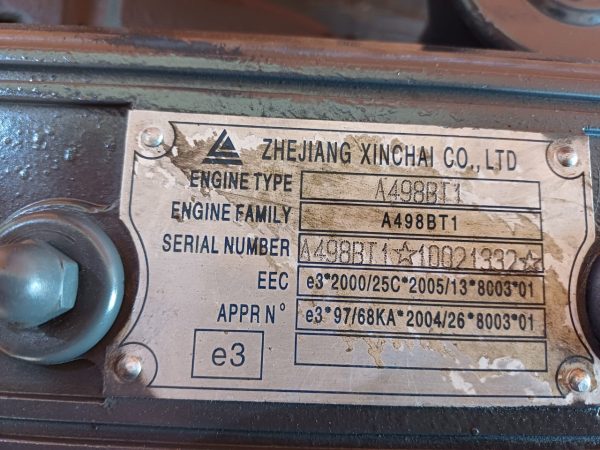 ZHEJIANG XINCHAI CO., LTD
ENGINE TYPE A498BT1
ENGINE FAMILY A498BT1
SERIAL NUMBER A498BT1☆10021332☆
EEC e3*2000/25C*2005/13*8003*01
APPR N° e3*97/68KA*2004/26*8003*01
e3